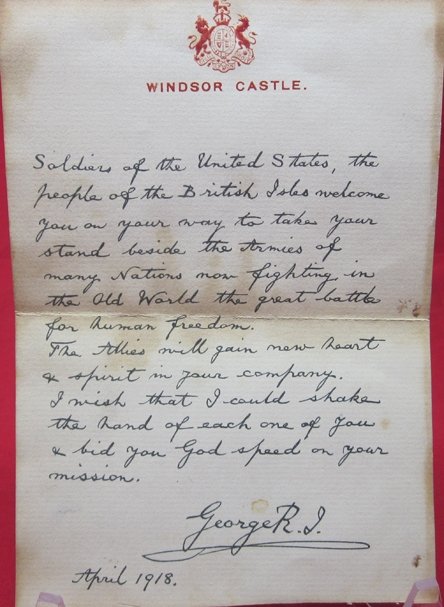 WINDSOR CASTLE.
Soldiers of the United States, the
people of the British Isles welcome
you on your way to take your
stand beside the Armies of
many Nations now fighting in
the Old World the great battle
for human freedom.
The Allies will gain new heart
& spirit in your company.
I wish that I could shake
the hand of each one of you
& bid you God speed on your
mission.
George R. I.
April 1918.